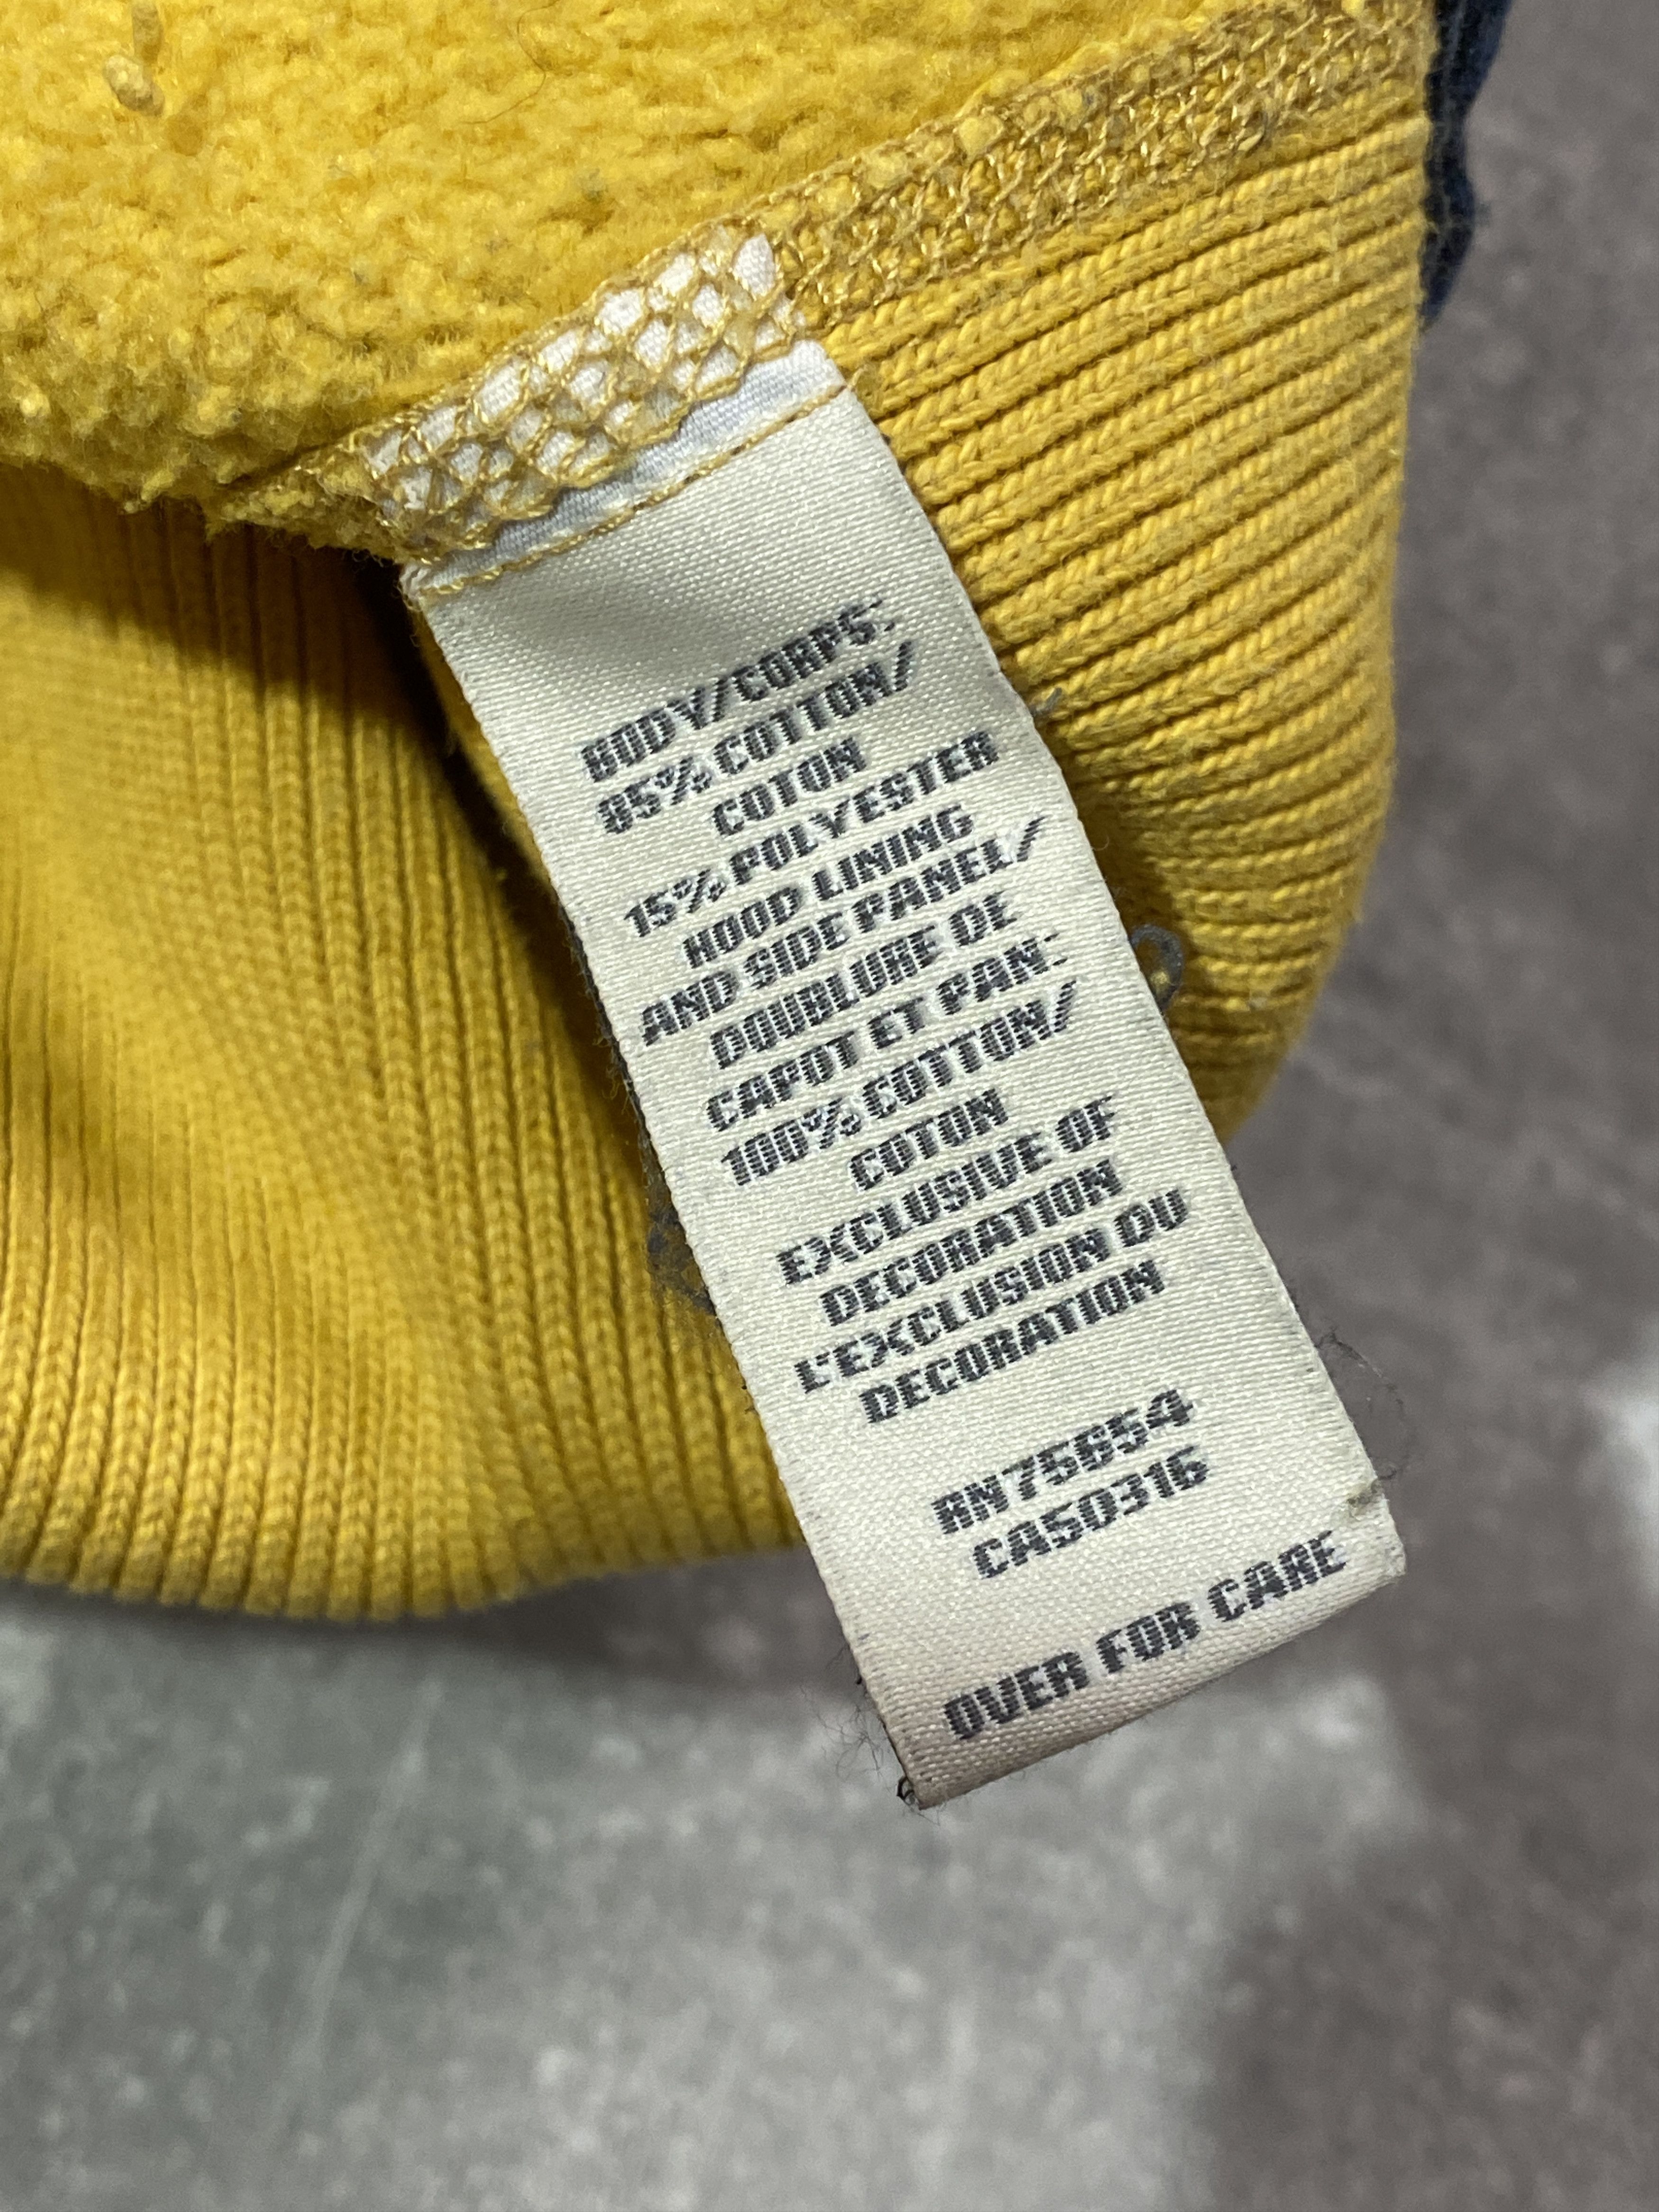 BODY/CORPS:
85% COTTON/
COTON
15% POLYESTER
HOOD LINING
AND SIDE PANEL/
DOUBLURE DE
CAPOT ET PAN:
100% COTTON/
COTON
EXCLUSIVE OF
DECORATION
L'EXCLUSION DU
DECORATION
RN75654
CA50316
OVER FOR CARE